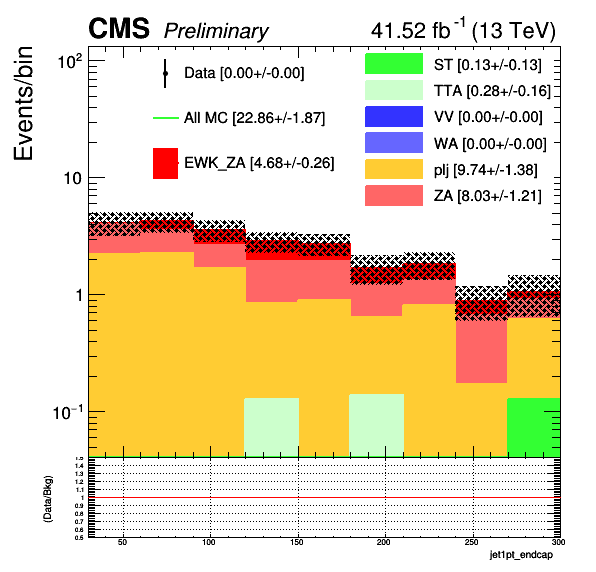 CMS Preliminary 41.52 fb⁻¹ (13 TeV)
Events/bin
10²
10
1
10⁻¹
Data [0.00+/-0.00]
All MC [22.86+/-1.87]
EWK_ZA [4.68+/-0.26]
ST [0.13+/-0.13]
TTA [0.28+/-0.16]
VV [0.00+/-0.00]
WA [0.00+/-0.00]
plj [9.74+/-1.38]
ZA [8.03+/-1.21]
(Data/Bkg)
1.5
1.4
1.3
1.2
1.1
1
0.9
0.8
0.7
0.6
0.5
50 100 150 200 250 300
jet1pt_endcap